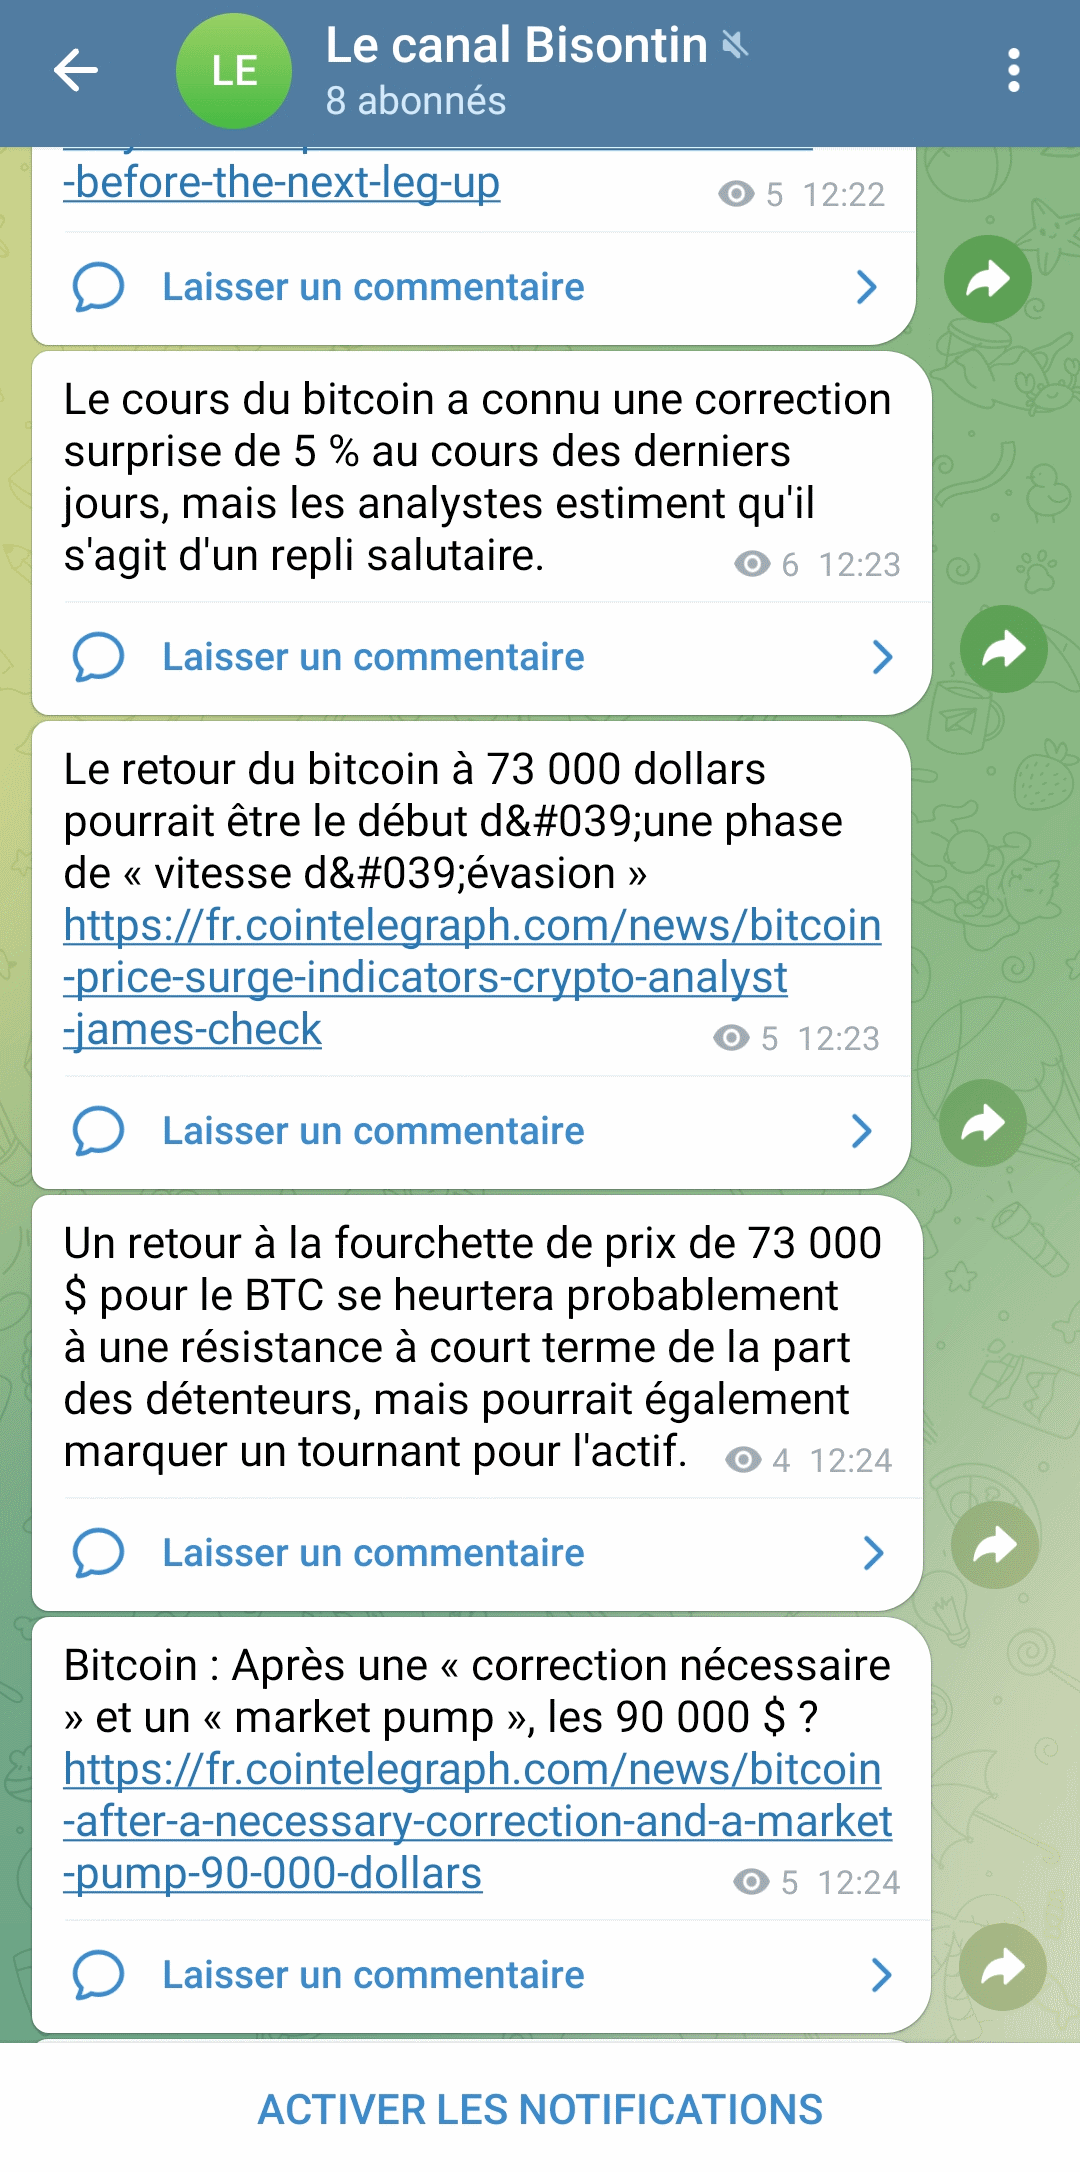 LE
Le canal Bisontin
8 abonnés
-before-the-next-leg-up
5 12:22
Laisser un commentaire
Le cours du bitcoin a connu une correction
surprise de 5 % au cours des derniers
jours, mais les analystes estiment qu'il
s'agit d'un repli salutaire.
6 12:23
Laisser un commentaire
Le retour du bitcoin à 73 000 dollars
pourrait être le début d&#039;une phase
de « vitesse d&#039;évasion »
https://fr.cointelegraph.com/news/bitcoin
-price-surge-indicators-crypto-analyst
-james-check
5 12:23
Laisser un commentaire
Un retour à la fourchette de prix de 73 000
$ pour le BTC se heurtera probablement
à une résistance à court terme de la part
des détenteurs, mais pourrait également
marquer un tournant pour l'actif.
4 12:24
Laisser un commentaire
Bitcoin : Après une « correction nécessaire
» et un « market pump », les 90 000 $ ?
https://fr.cointelegraph.com/news/bitcoin
-after-a-necessary-correction-and-a-market
-pump-90-000-dollars
5 12:24
Laisser un commentaire
ACTIVER LES NOTIFICATIONS